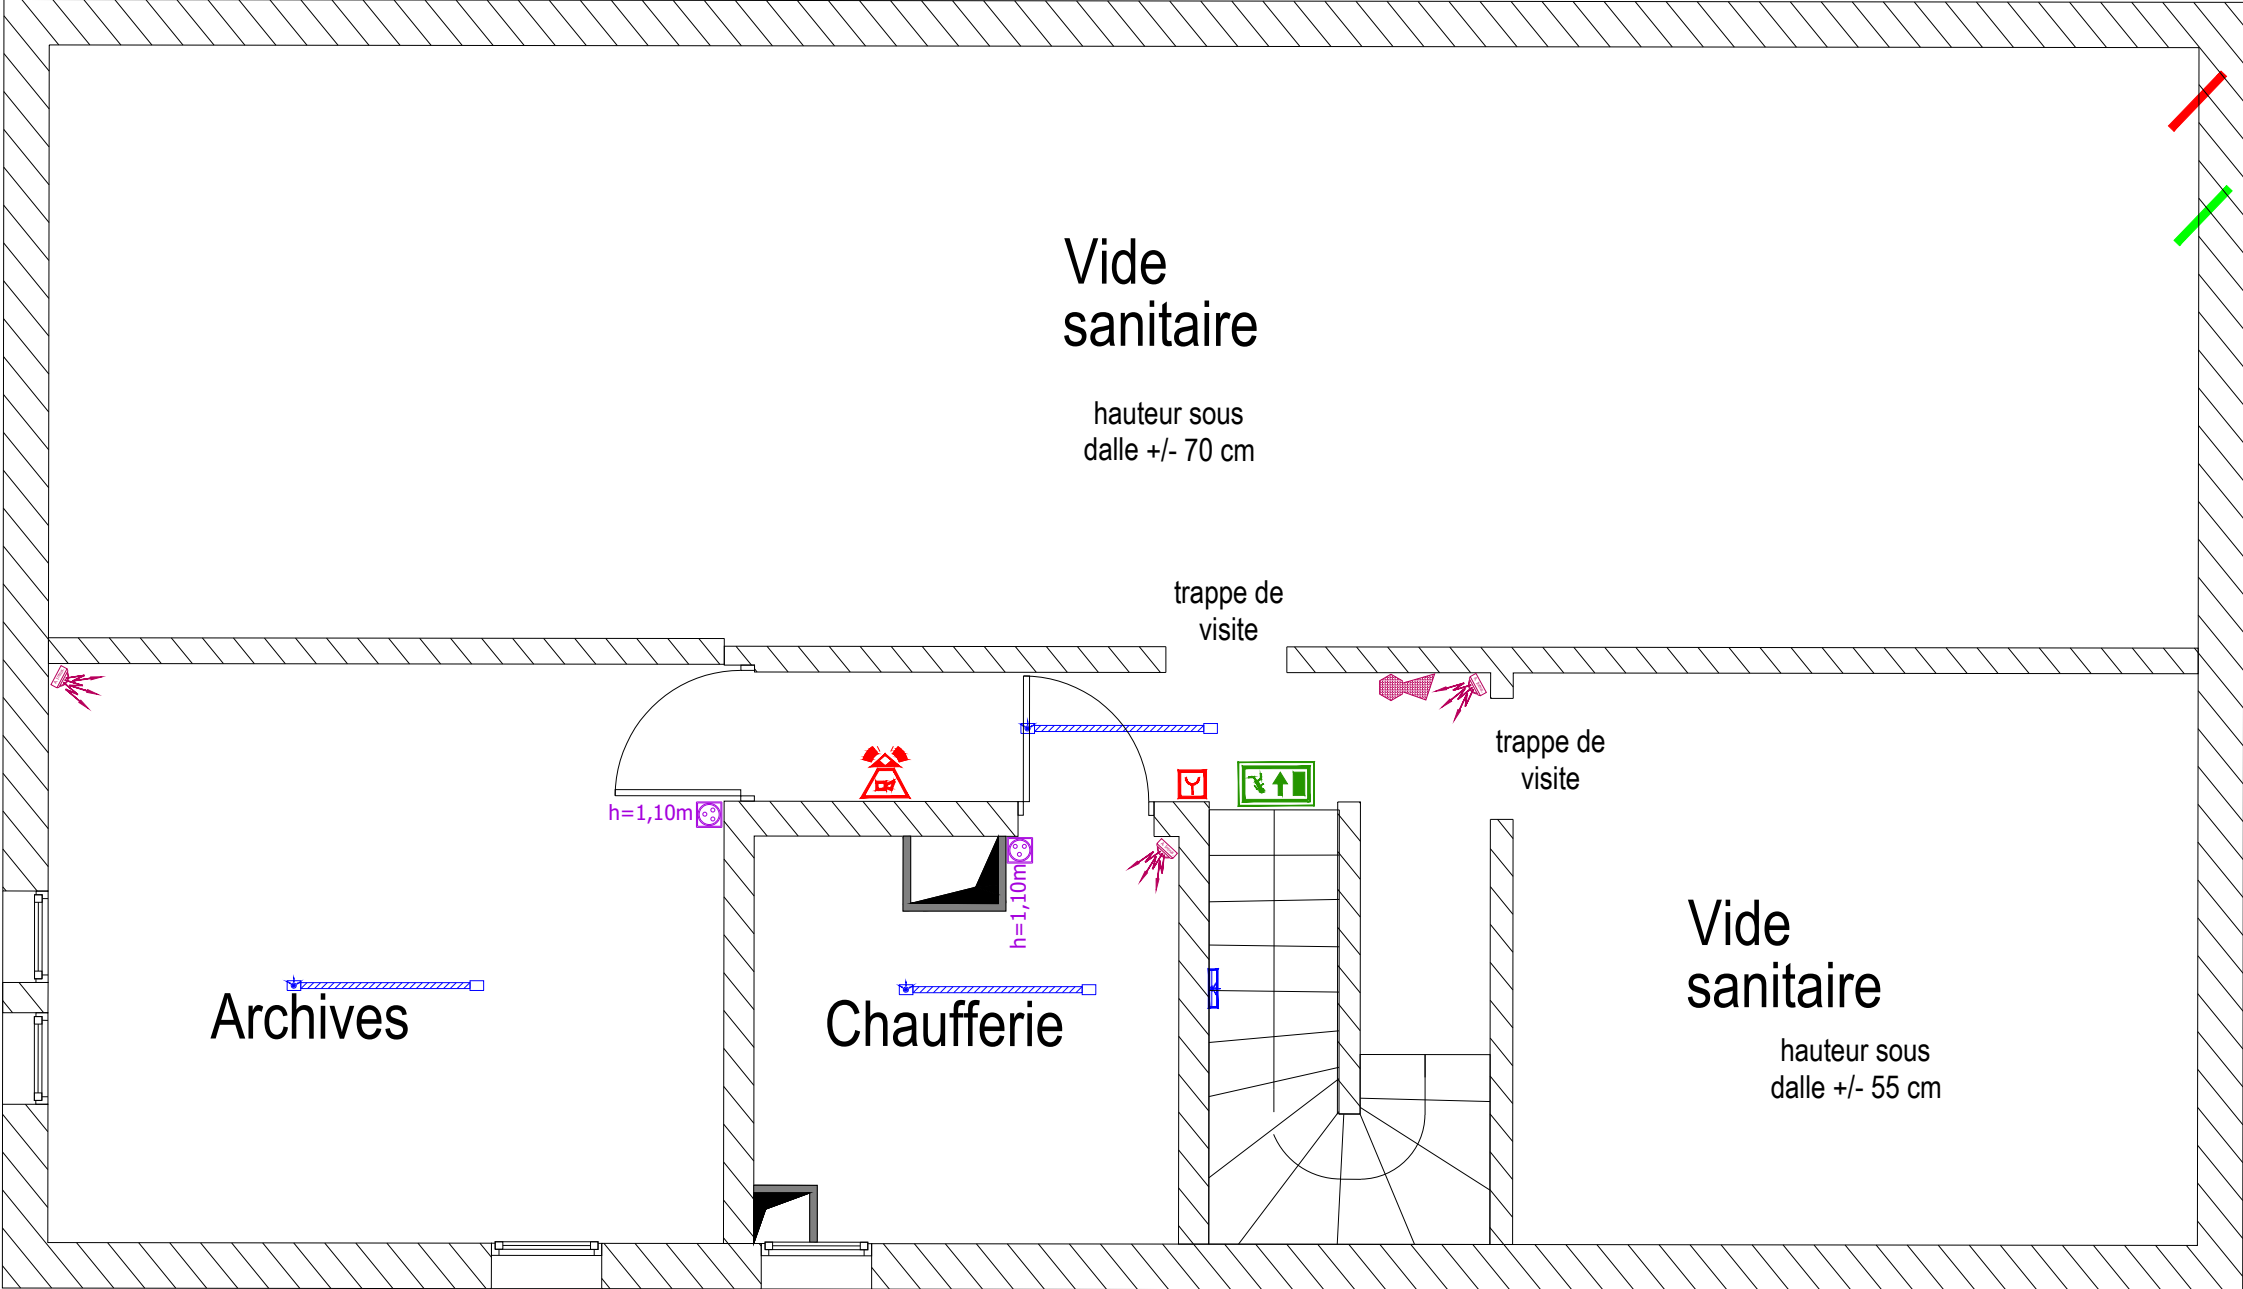 Vide
sanitaire
hauteur sous
dalle +/- 70 cm
trappe de
visite
trappe de
visite
h=1,10m
h=1,10m
Archives
Chaufferie
Vide
sanitaire
hauteur sous
dalle +/- 55 cm